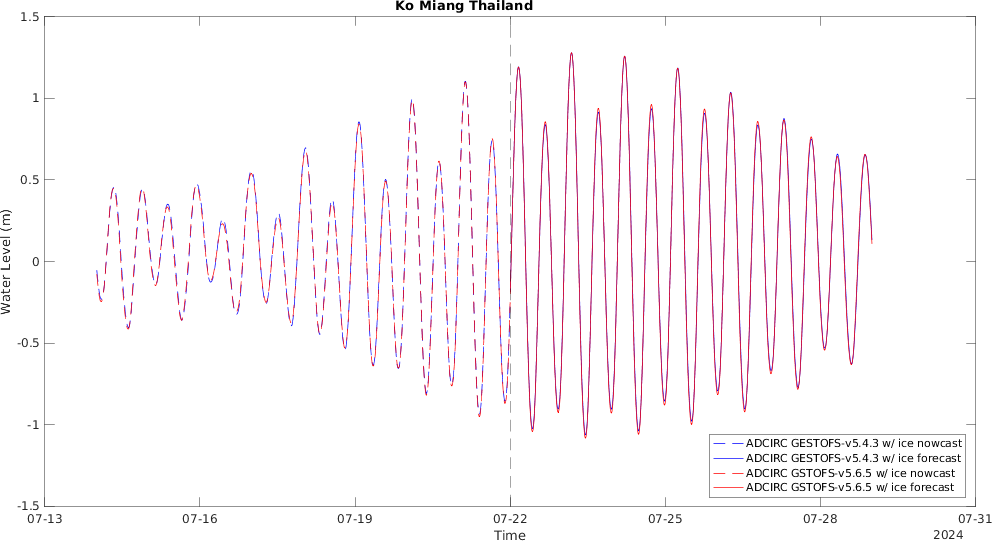 Ko Miang Thailand
1.5
1
0.5
0
-0.5
-1
-1.5
Water Level (m)
07-13
07-16
07-19
07-22
07-25
07-28
07-31
Time
2024
ADCIRC GESTOFS-v5.4.3 w/ ice nowcast
ADCIRC GESTOFS-v5.4.3 w/ ice forecast
ADCIRC GSTOFS-v5.6.5 w/ ice nowcast
ADCIRC GSTOFS-v5.6.5 w/ ice forecast